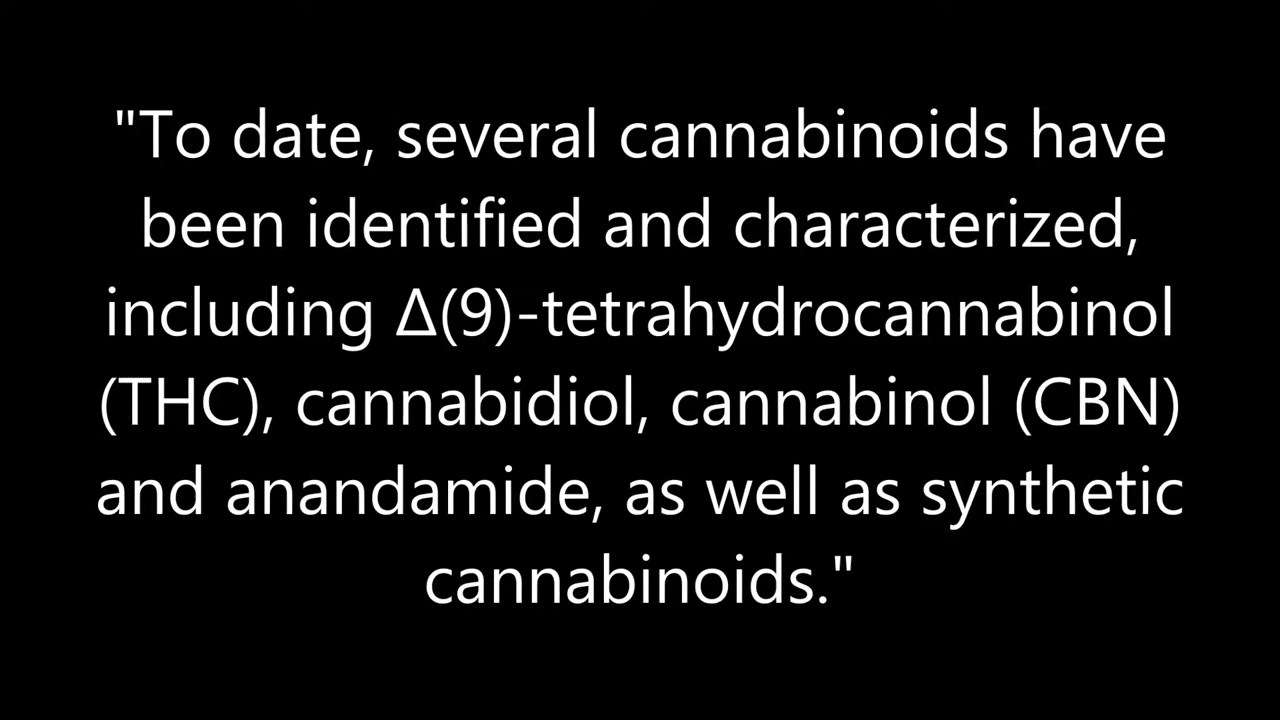 "To date, several cannabinoids have
been identified and characterized,
including Δ(9)-tetrahydrocannabinol
(THC), cannabidiol, cannabinol (CBN)
and anandamide, as well as synthetic
cannabinoids."